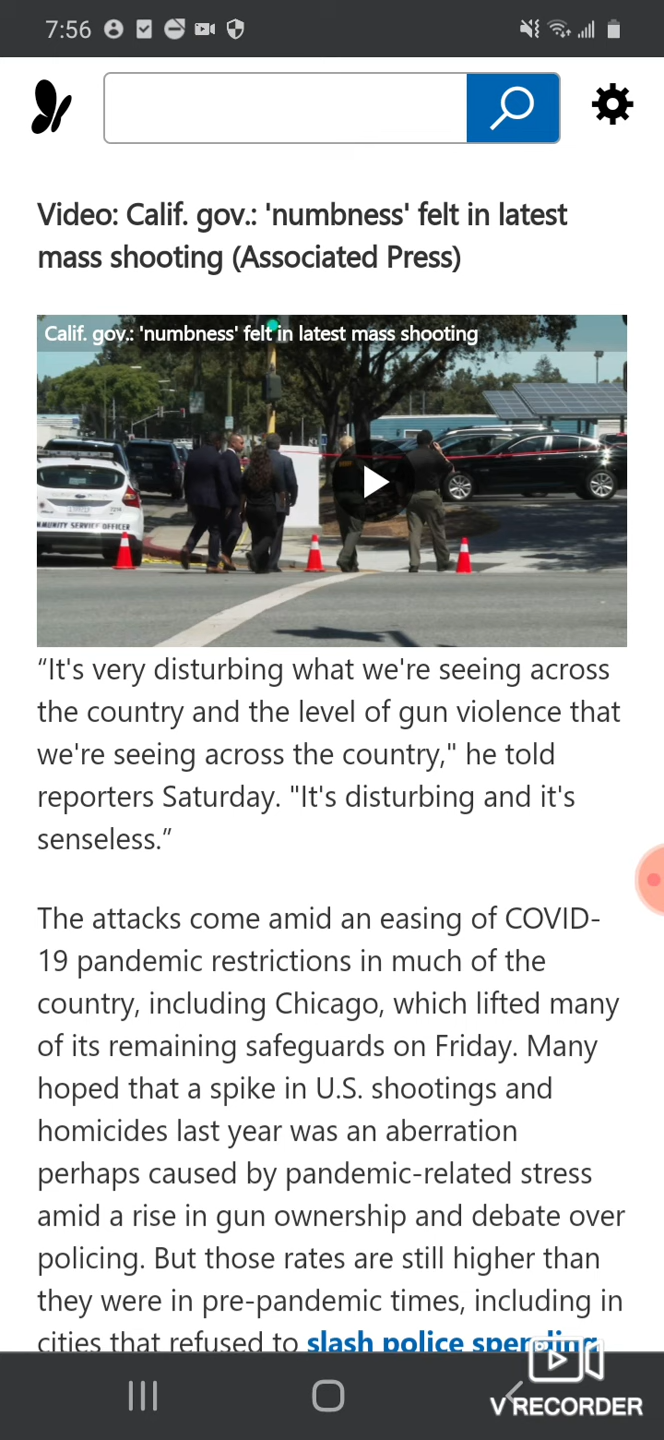 7:56
Video: Calif. gov.: 'numbness' felt in latest
mass shooting (Associated Press)
Calif. gov.: 'numbness' felt in latest mass shooting
MUNITY SERVICE OFFICER
“It's very disturbing what we're seeing across
the country and the level of gun violence that
we're seeing across the country," he told
reporters Saturday. "It's disturbing and it's
senseless.”
The attacks come amid an easing of COVID-
19 pandemic restrictions in much of the
country, including Chicago, which lifted many
of its remaining safeguards on Friday. Many
hoped that a spike in U.S. shootings and
homicides last year was an aberration
perhaps caused by pandemic-related stress
amid a rise in gun ownership and debate over
policing. But those rates are still higher than
they were in pre-pandemic times, including in
cities that refused to slash police spending
V RECORDER